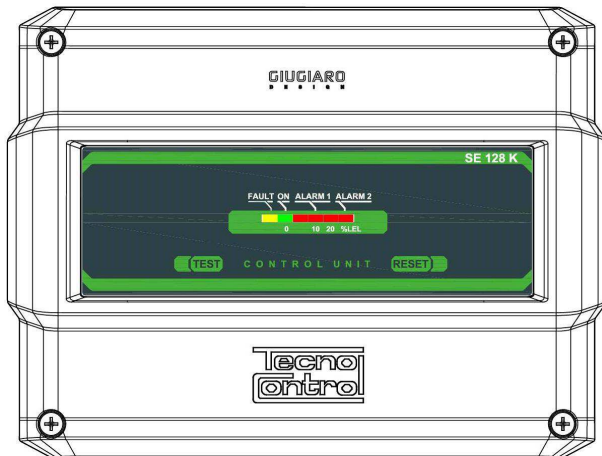 GIUGIARO
DESIGN
SE 128 K
FAULT ON ALARM 1 ALARM 2
0 10 20 %LEL
TEST CONTROL UNIT RESET
Tecno
Control